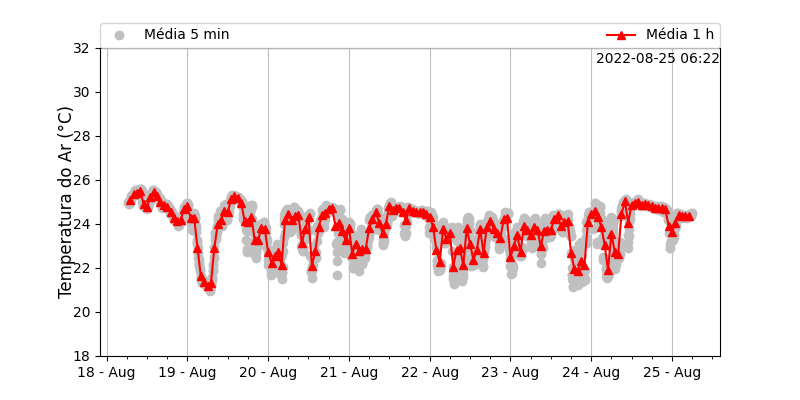 Média 5 min
Média 1 h
2022-08-25 06:22
Temperatura do Ar (°C)
32
30
28
26
24
22
20
18
18 - Aug
19 - Aug
20 - Aug
21 - Aug
22 - Aug
23 - Aug
24 - Aug
25 - Aug